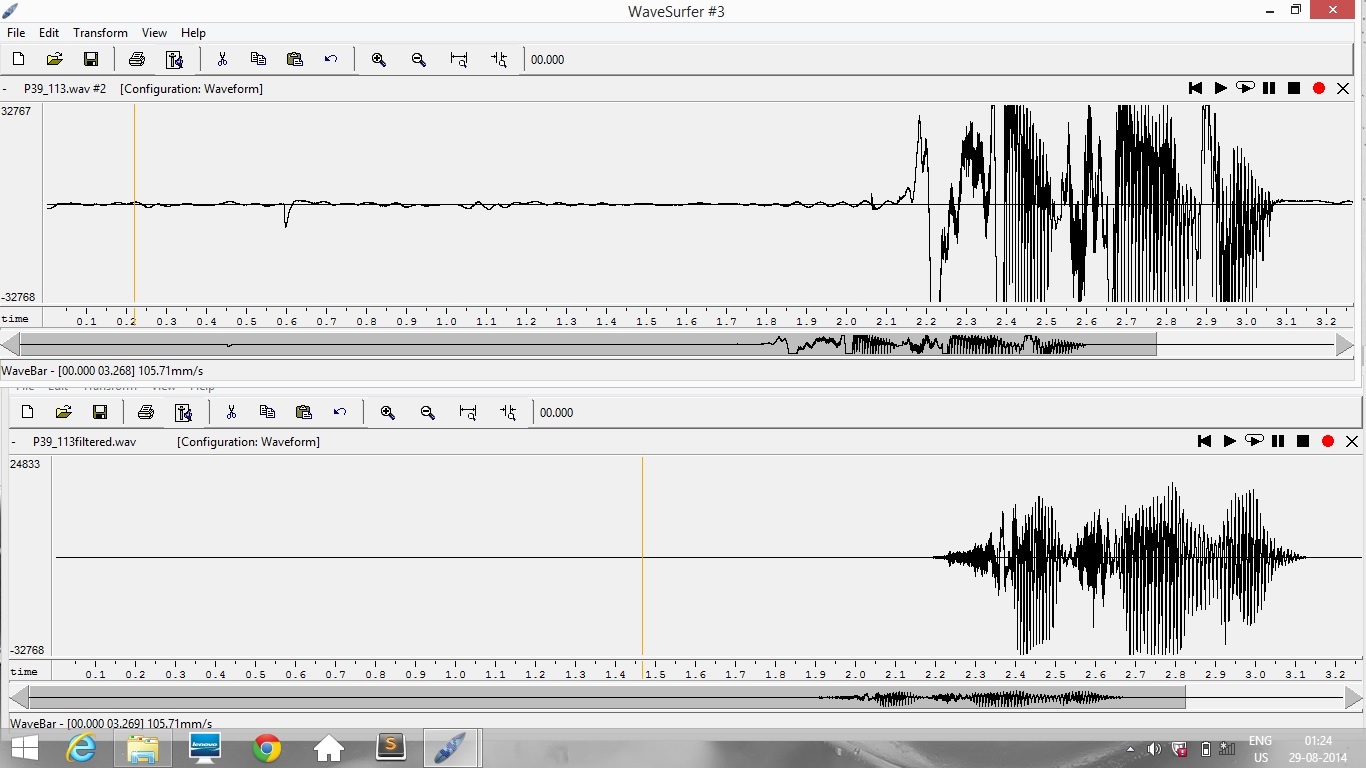 WaveSurfer #3
File Edit Transform View Help
00.000
- P39_113.wav #2 [Configuration: Waveform]
32767
-32768
time 0.1 0.2 0.3 0.4 0.5 0.6 0.7 0.8 0.9 1.0 1.1 1.2 1.3 1.4 1.5 1.6 1.7 1.8 1.9 2.0 2.1 2.2 2.3 2.4 2.5 2.6 2.7 2.8 2.9 3.0 3.1 3.2
WaveBar - [00.000 03.268] 105.71mm/s
File Edit Transform View Help
00.000
- P39_113filtered.wav [Configuration: Waveform]
24833
-32768
time 0.1 0.2 0.3 0.4 0.5 0.6 0.7 0.8 0.9 1.0 1.1 1.2 1.3 1.4 1.5 1.6 1.7 1.8 1.9 2.0 2.1 2.2 2.3 2.4 2.5 2.6 2.7 2.8 2.9 3.0 3.1 3.2
WaveBar - [00.000 03.269] 105.71mm/s
lenovo
S
ENG 01:24
US 29-08-2014